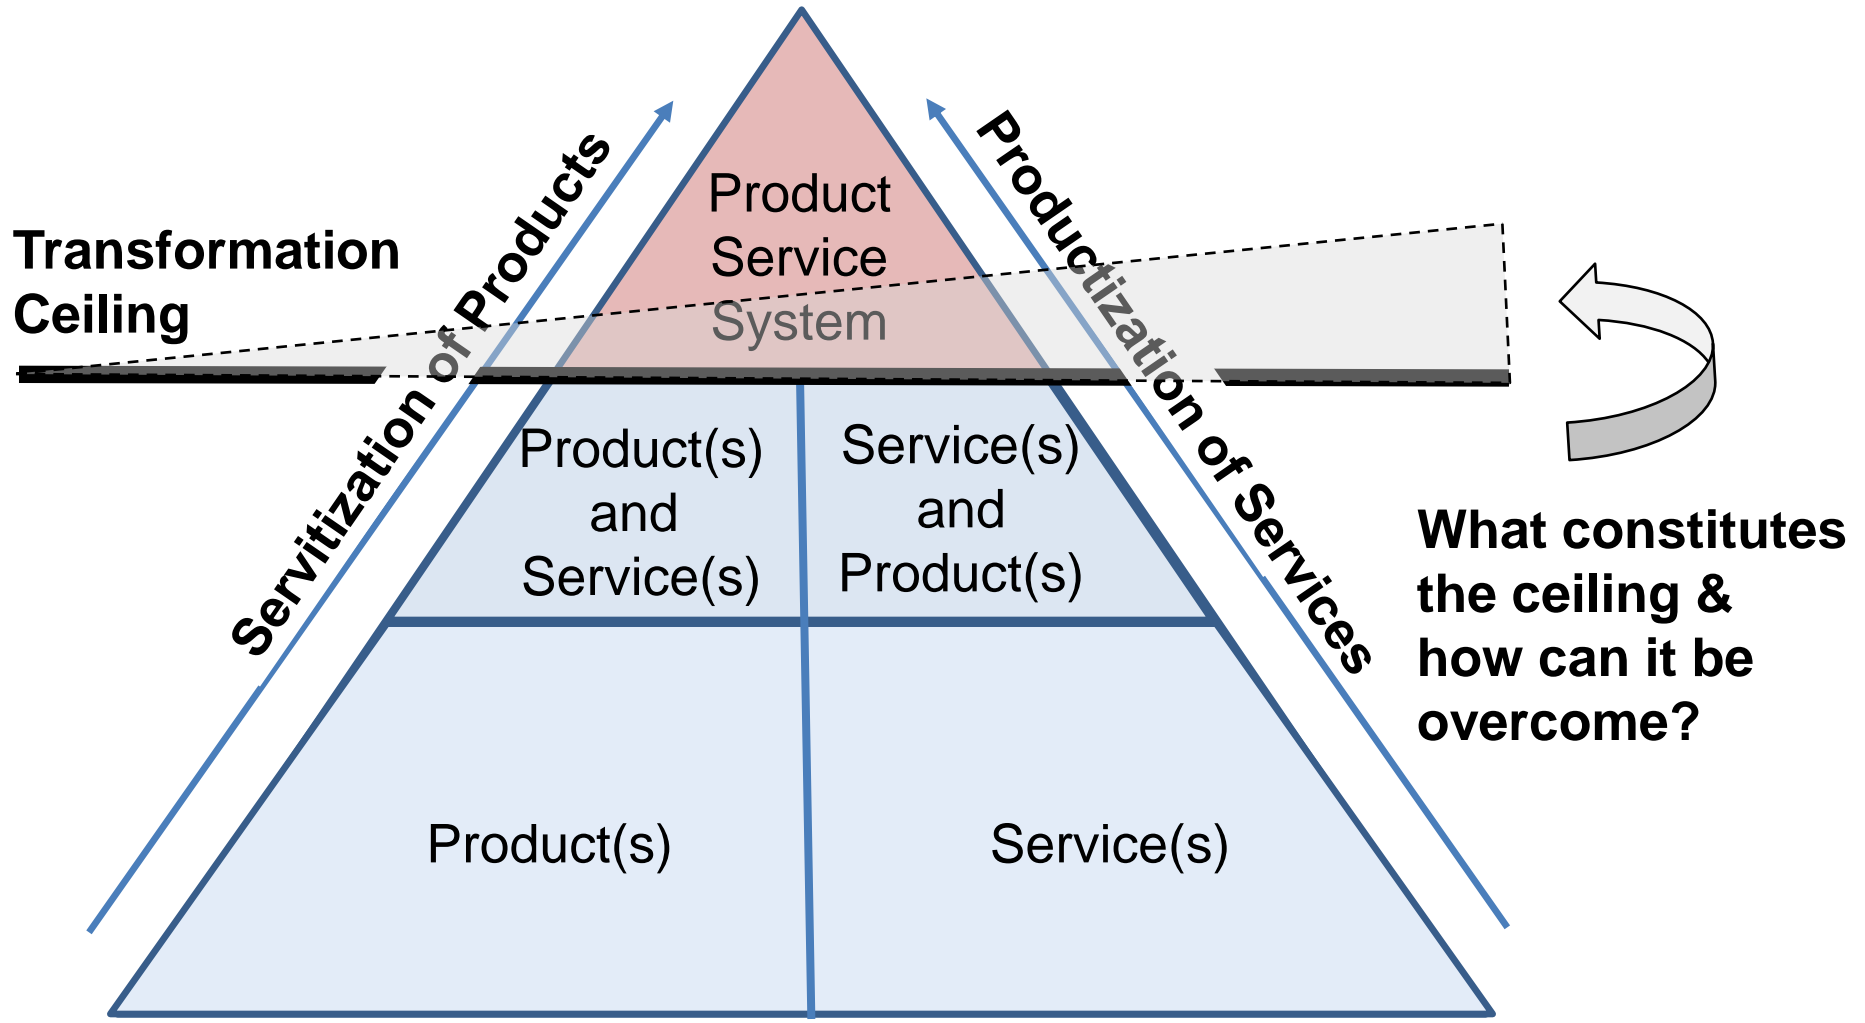 Transformation
Ceiling
Servitization of Products
Product
Service
System
Productization of Services
Product(s)
and
Service(s)
Service(s)
and
Product(s)
Product(s)
Service(s)
What constitutes
the ceiling &
how can it be
overcome?